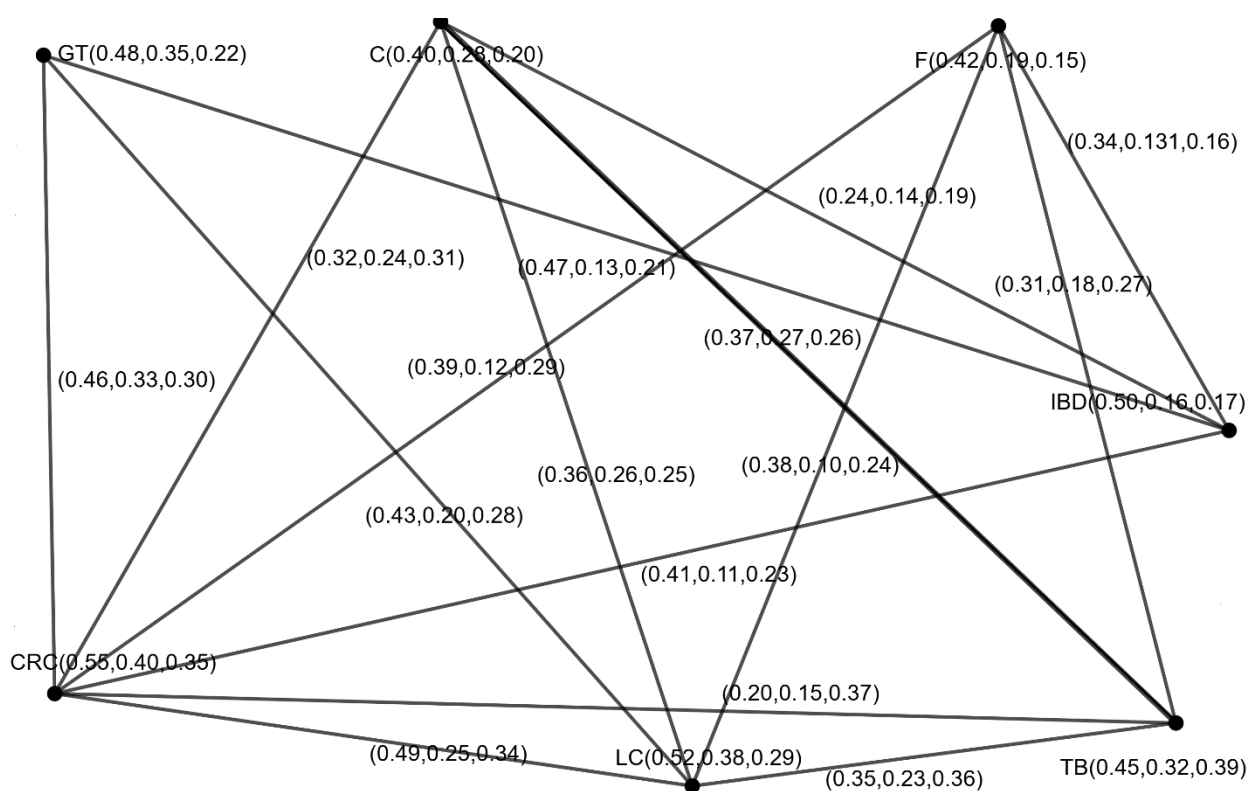 GT(0.48,0.35,0.22)
C(0.40,0.28,0.20)
F(0.42,0.19,0.15)
(0.34,0.131,0.16)
(0.24,0.14,0.19)
(0.32,0.24,0.31)
(0.47,0.13,0.21)
(0.31,0.18,0.27)
(0.37,0.27,0.26)
(0.39,0.12,0.29)
(0.46,0.33,0.30)
IBD(0.50,0.16,0.17)
(0.38,0.10,0.24)
(0.36,0.26,0.25)
(0.43,0.20,0.28)
(0.41,0.11,0.23)
CRC(0.55,0.40,0.35)
(0.20,0.15,0.37)
(0.49,0.25,0.34)
LC(0.52,0.38,0.29)
TB(0.45,0.32,0.39)
(0.35,0.23,0.36)